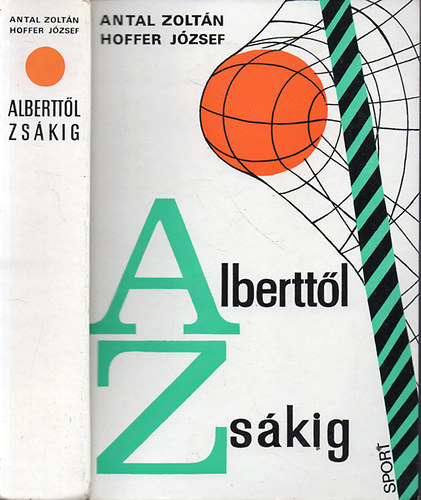 ANTAL ZOLTÁN
HOFFER JÓZSEF
ALBERTTŐL
ZSÁKIG
ANTAL ZOLTÁN
HOFFER JÓZSEF
Alberttől
Zsákig
SPORT